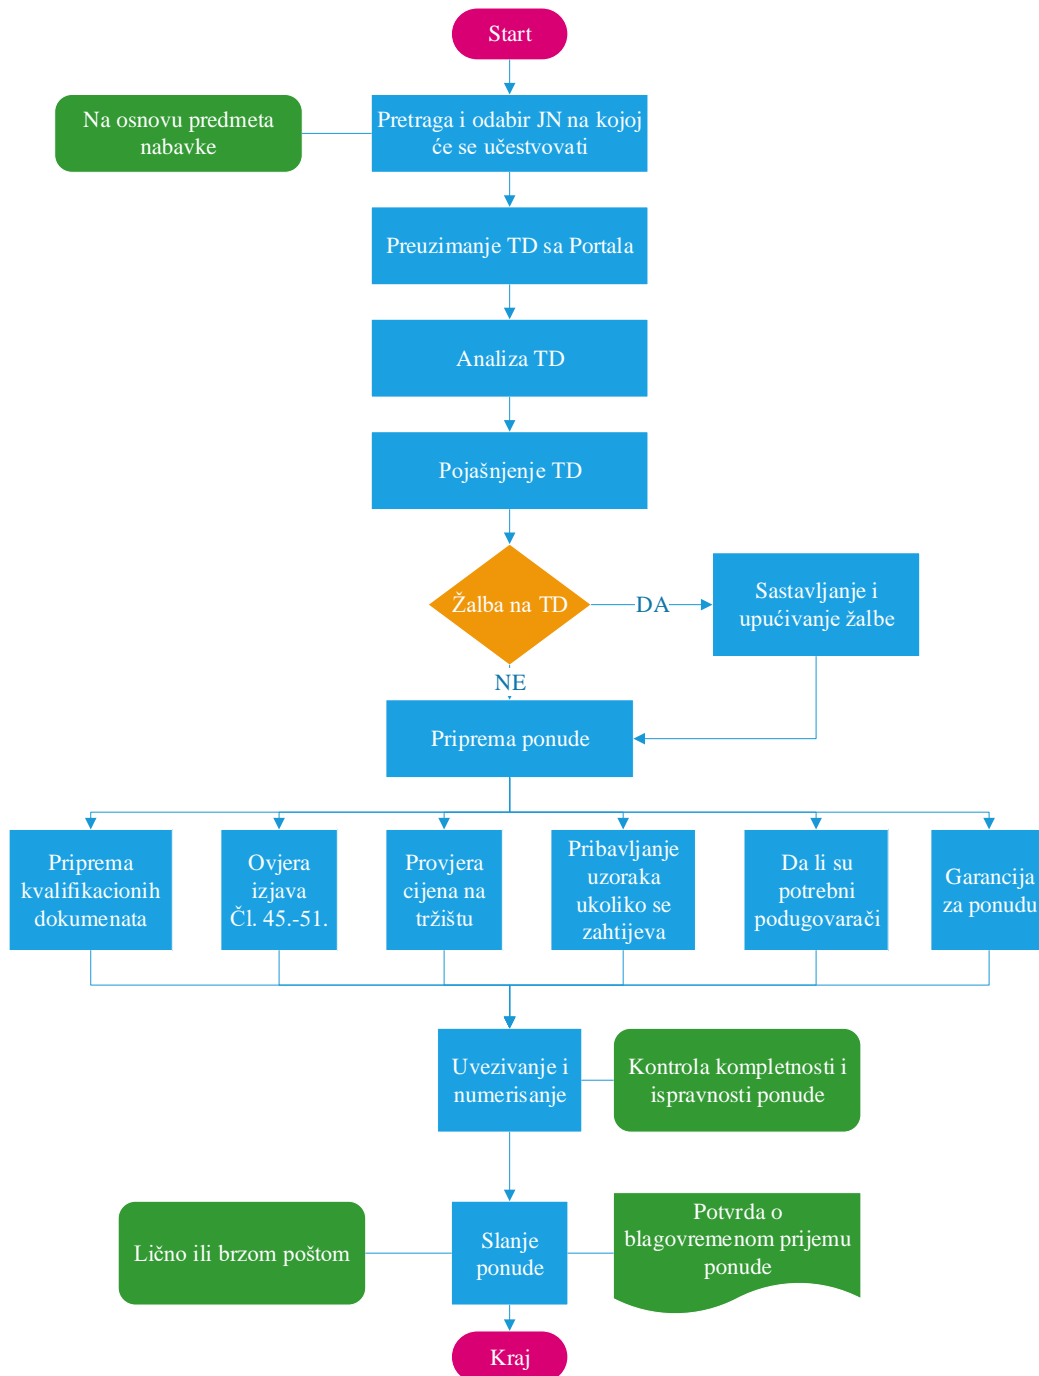 Start
Na osnovu predmeta
nabavke
Pretraga i odabir JN na kojoj
će se učestvovati
Preuzimanje TD sa Portala
Analiza TD
Pojašnjenje TD
Žalba na TD
DA
Sastavljanje i
upućivanje žalbe
NE
Priprema ponude
Priprema
kvalifikacionih
dokumenata
Ovjera
izjava
Čl. 45.-51.
Provjera
cijena na
tržištu
Pribavljanje
uzoraka
ukoliko se
zahtijeva
Da li su
potrebni
podugovarači
Garancija
za ponudu
Uvezivanje i
numerisanje
Kontrola kompletnosti i
ispravnosti ponude
Lično ili brzom poštom
Slanje
ponude
Potvrda o
blagovremenom prijemu
ponude
Kraj